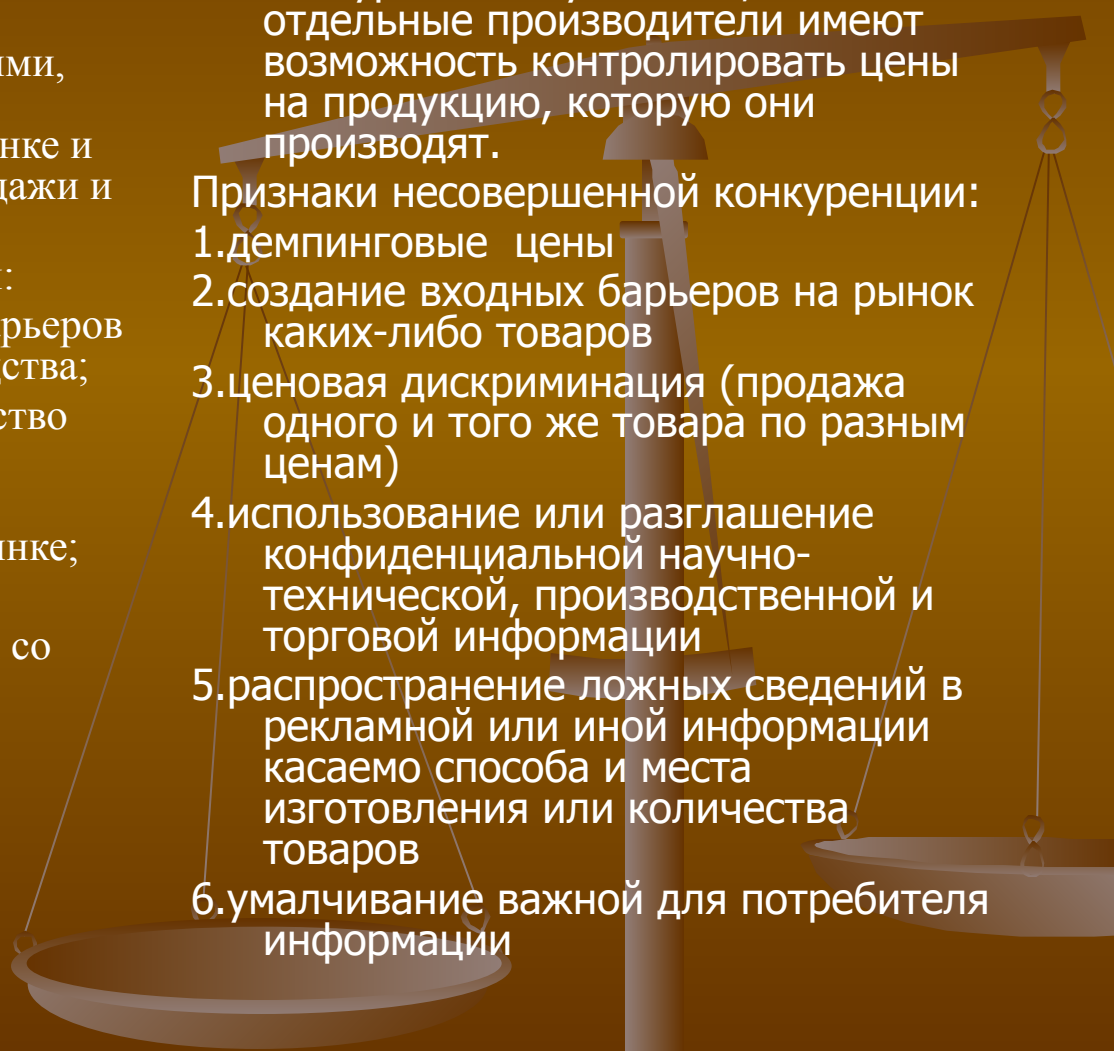 отдельные производители имеют
возможность контролировать цены
на продукцию, которую они
производят.
Признаки несовершенной конкуренции:
1.демпинговые цены
2.создание входных барьеров на рынок
каких-либо товаров
3.ценовая дискриминация (продажа
одного и того же товара по разным
ценам)
4.использование или разглашение
конфиденциальной научно-
технической, производственной и
торговой информации
5.распространение ложных сведений в
рекламной или иной информации
касаемо способа и места
изготовления или количества
товаров
6.умалчивание важной для потребителя
информации
и
и
со